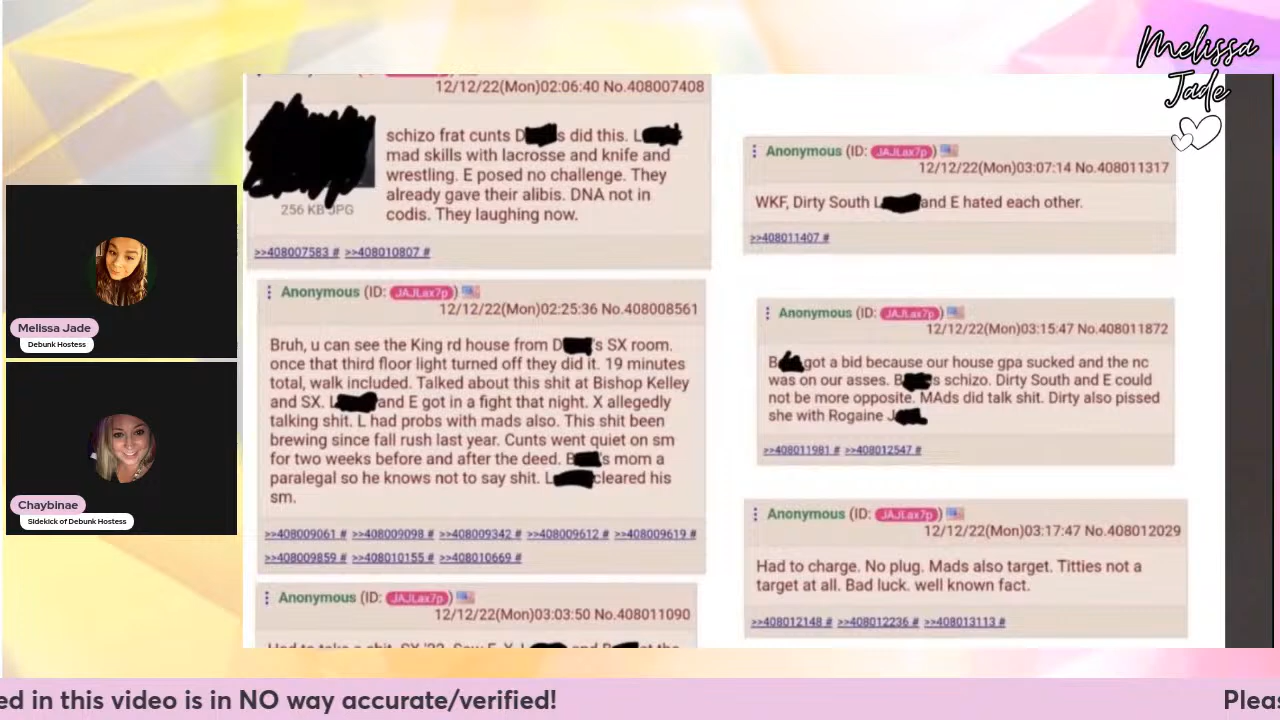 Melissa
Jade
Melissa Jade
Debunk Hostess
Chaybinae
Sidekick of Debunk Hostess
12/12/22(Mon)02:06:40 No.408007408
schizo frat cunts D s did this. L
mad skills with lacrosse and knife and
wrestling. E posed no challenge. They
already gave their alibis. DNA not in
codis. They laughing now.
256 KB JPG
>>408007583 # >>408010807 #
Anonymous (ID: JAJLax7p)
12/12/22(Mon)02:25:36 No.408008561
Bruh, u can see the King rd house from D 's SX room.
once that third floor light turned off they did it. 19 minutes
total, walk included. Talked about this shit at Bishop Kelley
and SX. L and E got in a fight that night. X allegedly
talking shit. L had probs with mads also. This shit been
brewing since fall rush last year. Cunts went quiet on sm
for two weeks before and after the deed. B 's mom a
paralegal so he knows not to say shit. L cleared his
sm.
>>408009061 # >>408009098 # >>408009342 # >>408009612 # >>408009619 #
>>408009859 # >>408010155 # >>408010669 #
Anonymous (ID: JAJLax7p)
12/12/22(Mon)03:03:50 No.408011090
Anonymous (ID: JAJLax7p)
12/12/22(Mon)03:07:14 No.408011317
WKF, Dirty South L and E hated each other.
>>408011407 #
Anonymous (ID: JAJLax7p)
12/12/22(Mon)03:15:47 No.408011872
B got a bid because our house gpa sucked and the nc
was on our asses. B s schizo. Dirty South and E could
not be more opposite. MAds did talk shit. Dirty also pissed
she with Rogaine J
>>408011981 # >>408012547 #
Anonymous (ID: JAJLax7p)
12/12/22(Mon)03:17:47 No.408012029
Had to charge. No plug. Mads also target. Titties not a
target at all. Bad luck. well known fact.
>>408012148 # >>408012236 # >>408013113 #
ed in this video is in NO way accurate/verified!
Pleas